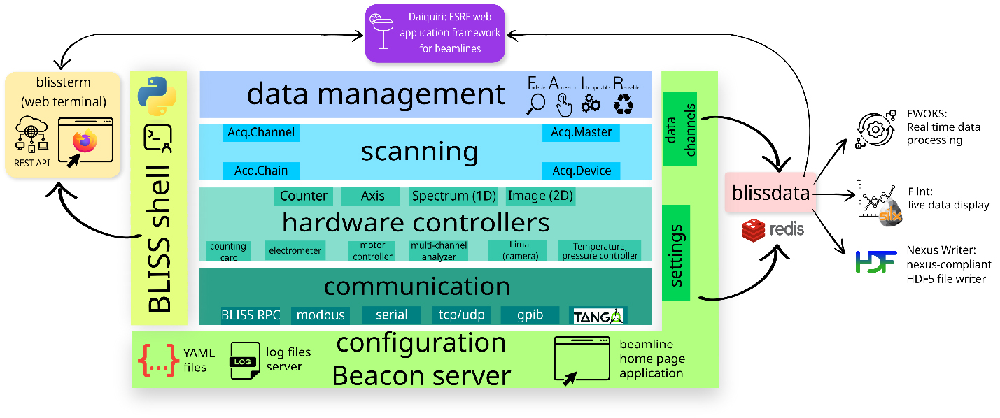 Daiquiri: ESRF web
application framework
for beamlines
blissterm
(web terminal)
REST API
BLISS shell
data management
Findable Accessible Interoperable Reusable
Acq.Channel
Acq.Master
scanning
Acq.Chain
Acq.Device
Counter
Axis
Spectrum (1D)
Image (2D)
hardware controllers
counting
card
electrometer
motor
controller
multi-channel
analyzer
Lima
(camera)
Temperature,
pressure controller
communication
BLISS RPC
modbus
serial
tcp/udp
gpib
TANGO
data
channels
settings
configuration
Beacon server
{...}
YAML
files
LOG
log files
server
beamline
home page
application
blissdata
redis
EWOKS:
Real time data
processing
silx
Flint:
live data display
HDF
Nexus Writer:
nexus-compliant
HDF5 file writer